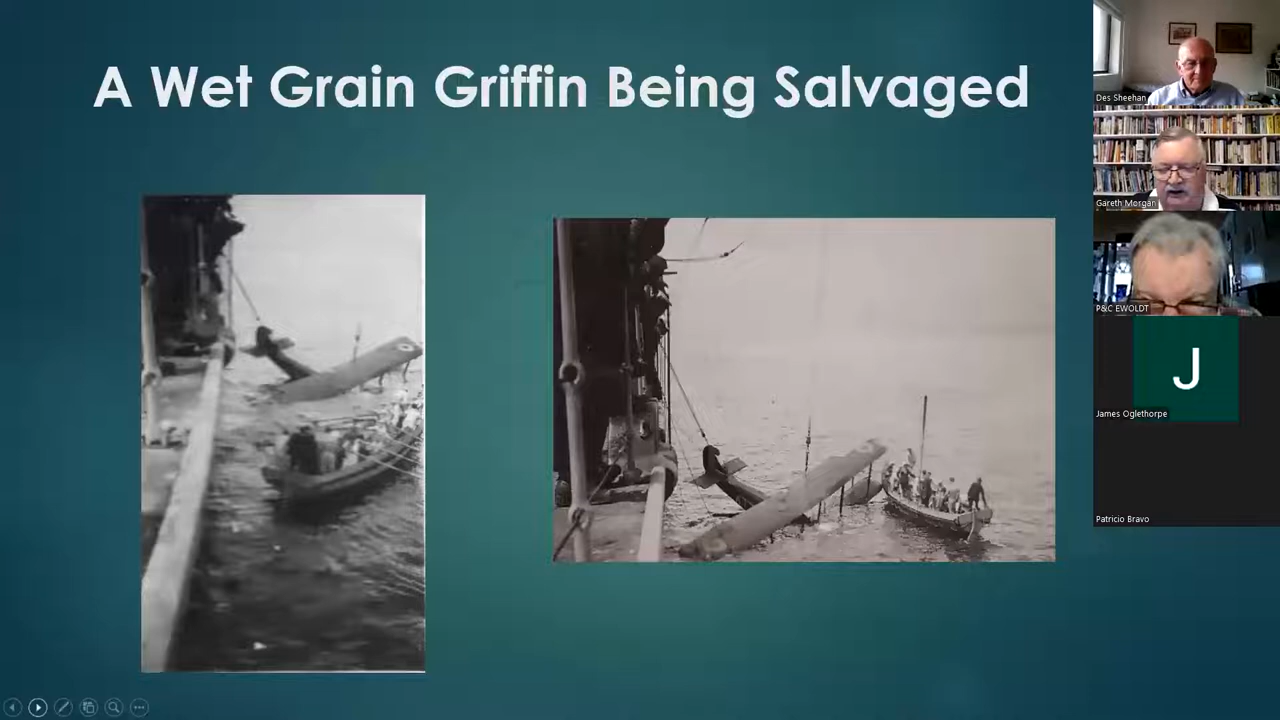 A Wet Grain Griffin Being Salvaged
Des Sheehan
Gareth Morgan
P&C EWOLDT
J
James Oglethorpe
Patricio Bravo